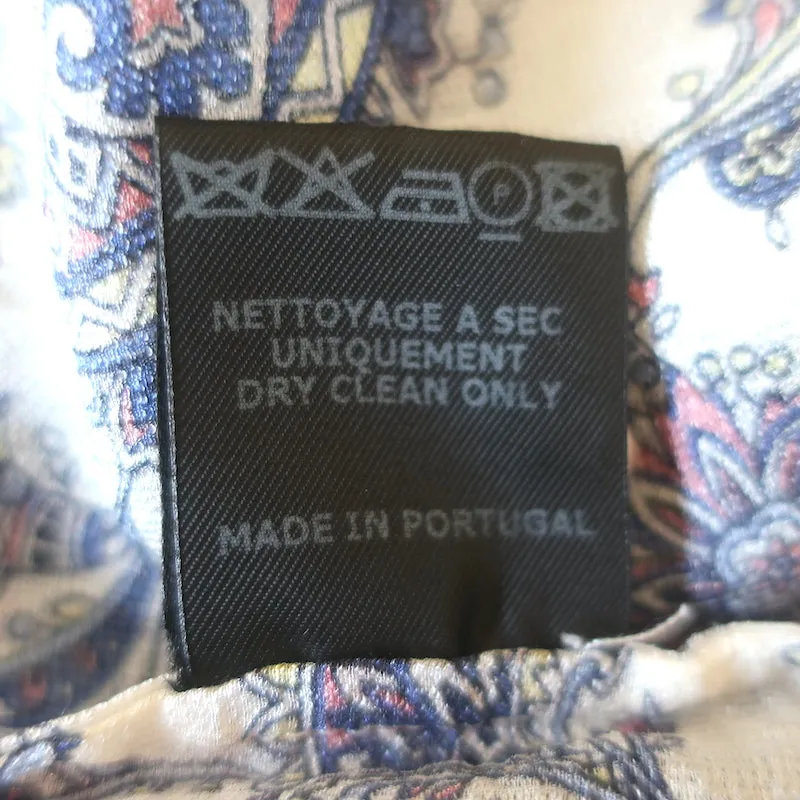 P
NETTOYAGE A SEC
UNIQUEMENT
DRY CLEAN ONLY
MADE IN PORTUGAL